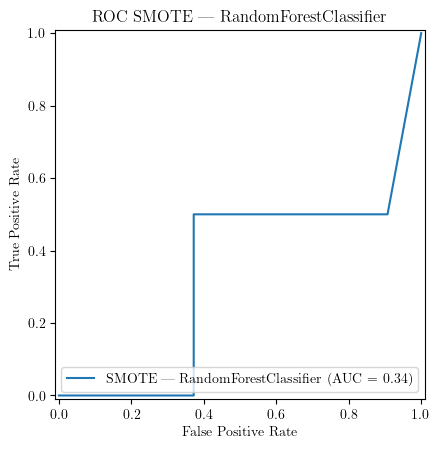 ROC SMOTE — RandomForestClassifier
1.0
0.8
0.6
0.4
0.2
0.0
True Positive Rate
SMOTE — RandomForestClassifier (AUC = 0.34)
0.0 0.2 0.4 0.6 0.8 1.0
False Positive Rate